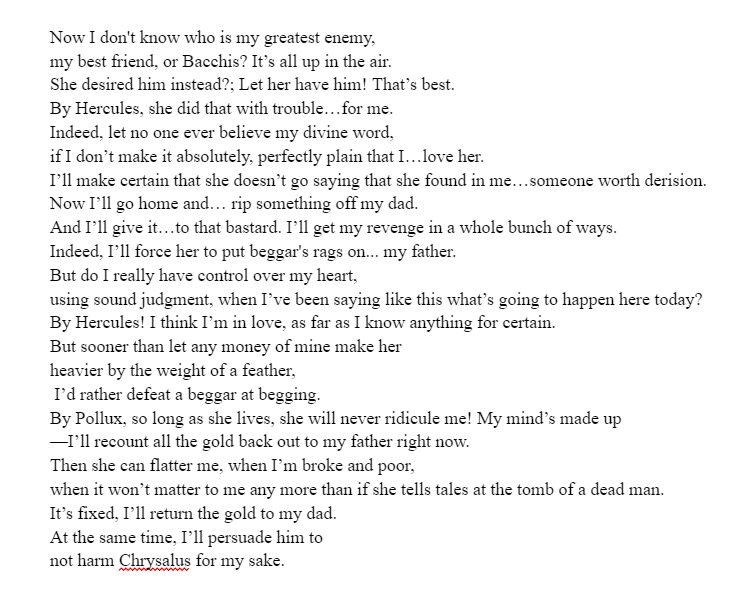 Now I don't know who is my greatest enemy,
my best friend, or Bacchis? It’s all up in the air.
She desired him instead?; Let her have him! That’s best.
By Hercules, she did that with trouble…for me.
Indeed, let no one ever believe my divine word,
if I don’t make it absolutely, perfectly plain that I…love her.
I’ll make certain that she doesn’t go saying that she found in me…someone worth derision.
Now I’ll go home and… rip something off my dad.
And I’ll give it…to that bastard. I’ll get my revenge in a whole bunch of ways.
Indeed, I’ll force her to put beggar's rags on... my father.
But do I really have control over my heart,
using sound judgment, when I’ve been saying like this what’s going to happen here today?
By Hercules! I think I’m in love, as far as I know anything for certain.
But sooner than let any money of mine make her
heavier by the weight of a feather,
I’d rather defeat a beggar at begging.
By Pollux, so long as she lives, she will never ridicule me! My mind’s made up
—I’ll recount all the gold back out to my father right now.
Then she can flatter me, when I’m broke and poor,
when it won’t matter to me any more than if she tells tales at the tomb of a dead man.
It’s fixed, I’ll return the gold to my dad.
At the same time, I’ll persuade him to
not harm Chrysalus for my sake.